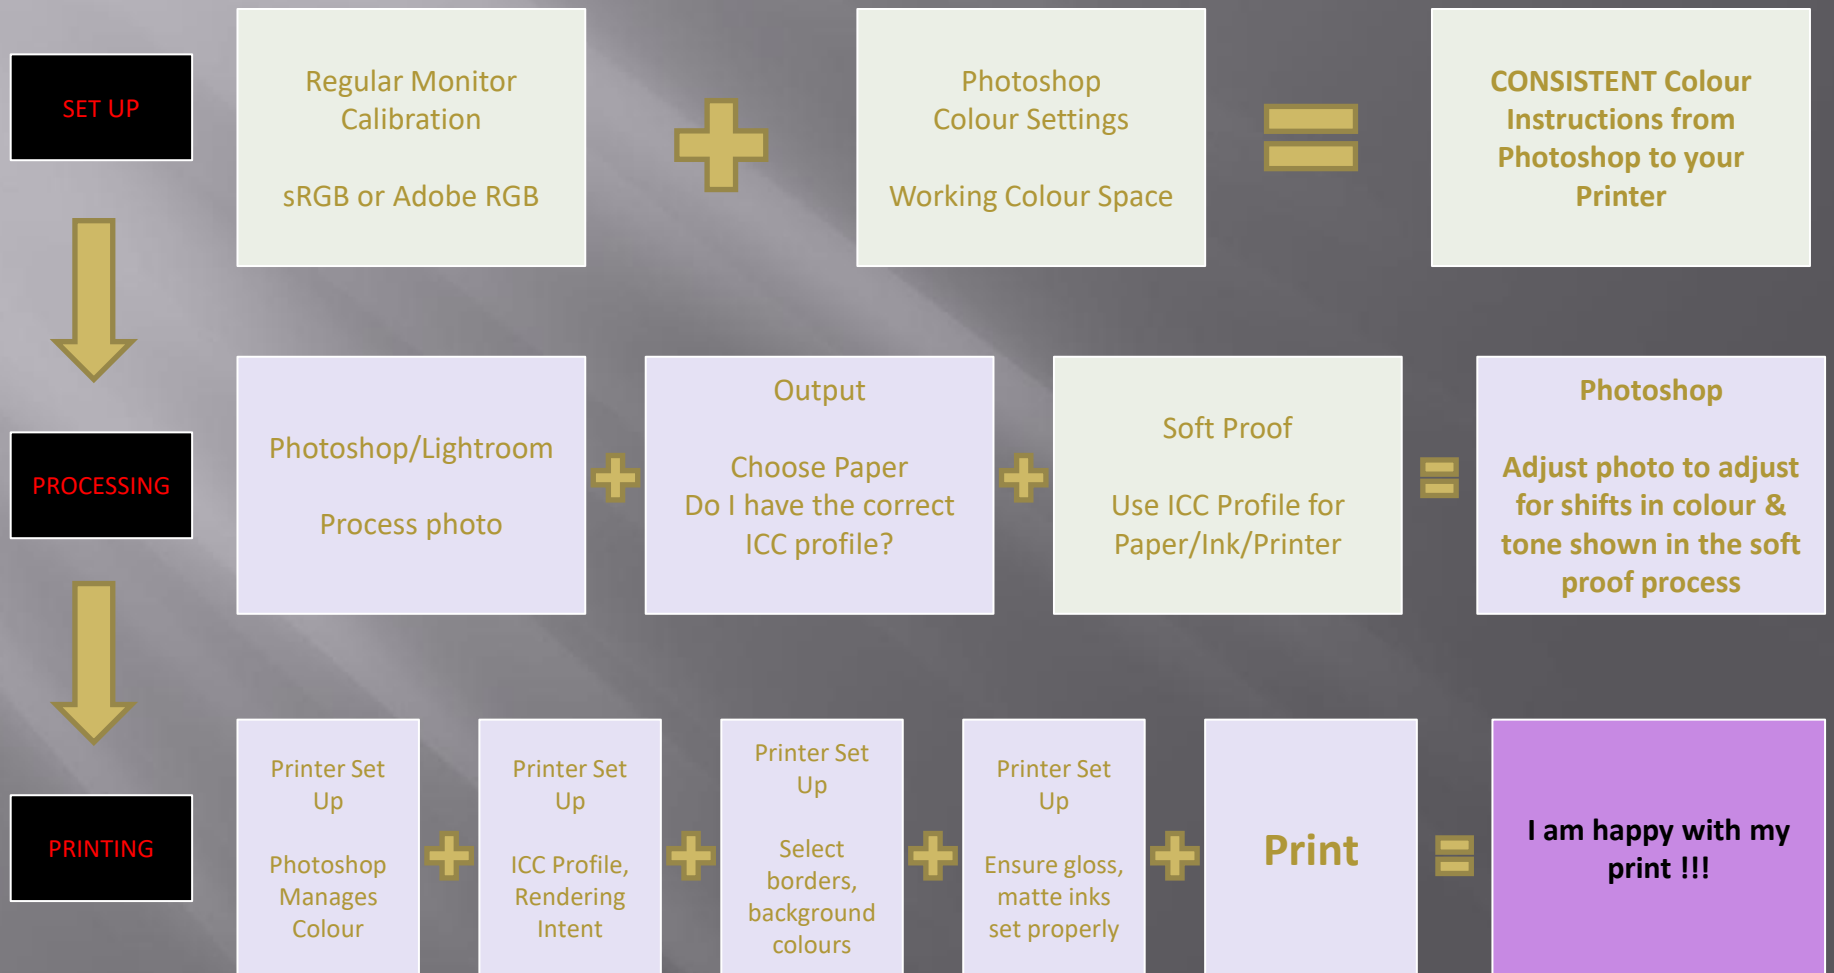 SET UP
Regular Monitor
Calibration
sRGB or Adobe RGB
Photoshop
Colour Settings
Working Colour Space
CONSISTENT Colour
Instructions from
Photoshop to your
Printer
PROCESSING
Photoshop/Lightroom
Process photo
Output
Choose Paper
Do I have the correct
ICC profile?
Soft Proof
Use ICC Profile for
Paper/Ink/Printer
Photoshop
Adjust photo to adjust
for shifts in colour &
tone shown in the soft
proof process
PRINTING
Printer Set
Up
Photoshop
Manages
Colour
Printer Set
Up
ICC Profile,
Rendering
Intent
Printer Set
Up
Select
borders,
background
colours
Printer Set
Up
Ensure gloss,
matte inks
set properly
Print
I am happy with my
print !!!